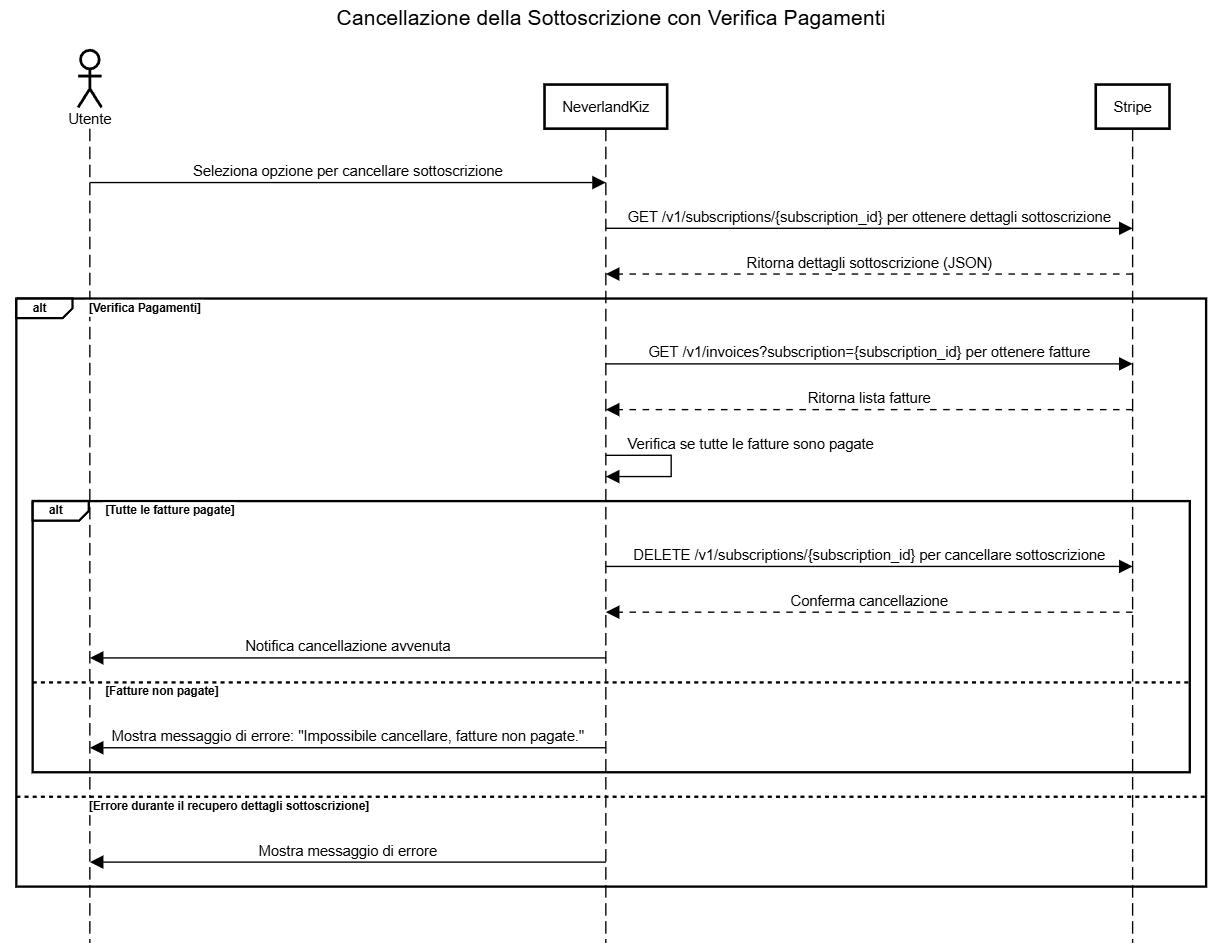 Cancellazione della Sottoscrizione con Verifica Pagamenti
Utente
NeverlandKiz
Stripe
Seleziona opzione per cancellare sottoscrizione
GET /v1/subscriptions/{subscription_id} per ottenere dettagli sottoscrizione
Ritorna dettagli sottoscrizione (JSON)
alt
[Verifica Pagamenti]
GET /v1/invoices?subscription={subscription_id} per ottenere fatture
Ritorna lista fatture
Verifica se tutte le fatture sono pagate
alt
[Tutte le fatture pagate]
DELETE /v1/subscriptions/{subscription_id} per cancellare sottoscrizione
Conferma cancellazione
Notifica cancellazione avvenuta
[Fatture non pagate]
Mostra messaggio di errore: "Impossibile cancellare, fatture non pagate."
[Errore durante il recupero dettagli sottoscrizione]
Mostra messaggio di errore